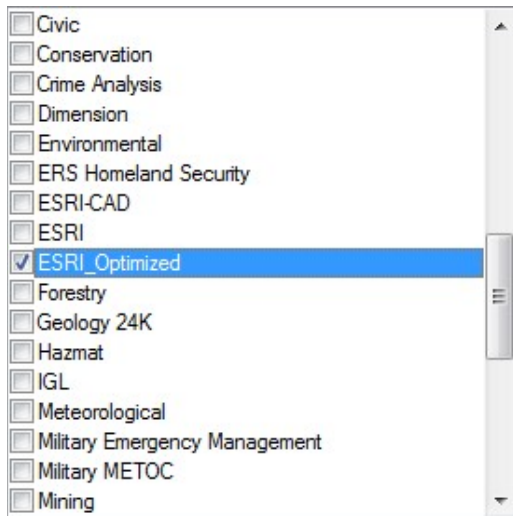 Civic
Conservation
Crime Analysis
Dimension
Environmental
ERS Homeland Security
ESRI-CAD
ESRI
ESRI_Optimized
Forestry
Geology 24K
Hazmat
IGL
Meteorological
Military Emergency Management
Military METOC
Mining